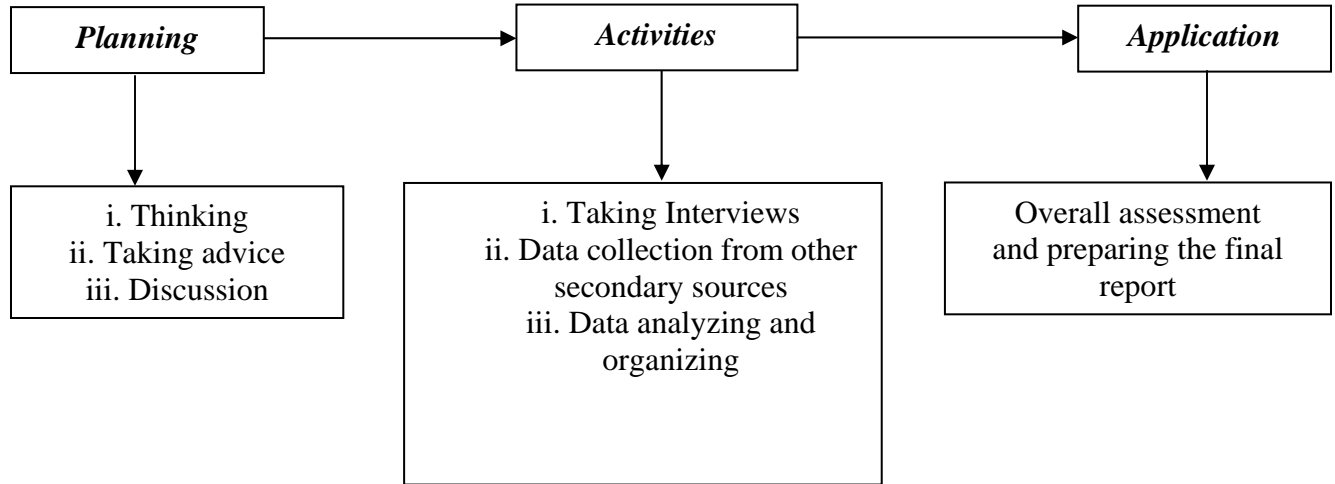 Planning
Activities
Application
i. Thinking
ii. Taking advice
iii. Discussion
i. Taking Interviews
ii. Data collection from other
secondary sources
iii. Data analyzing and
organizing
Overall assessment
and preparing the final
report